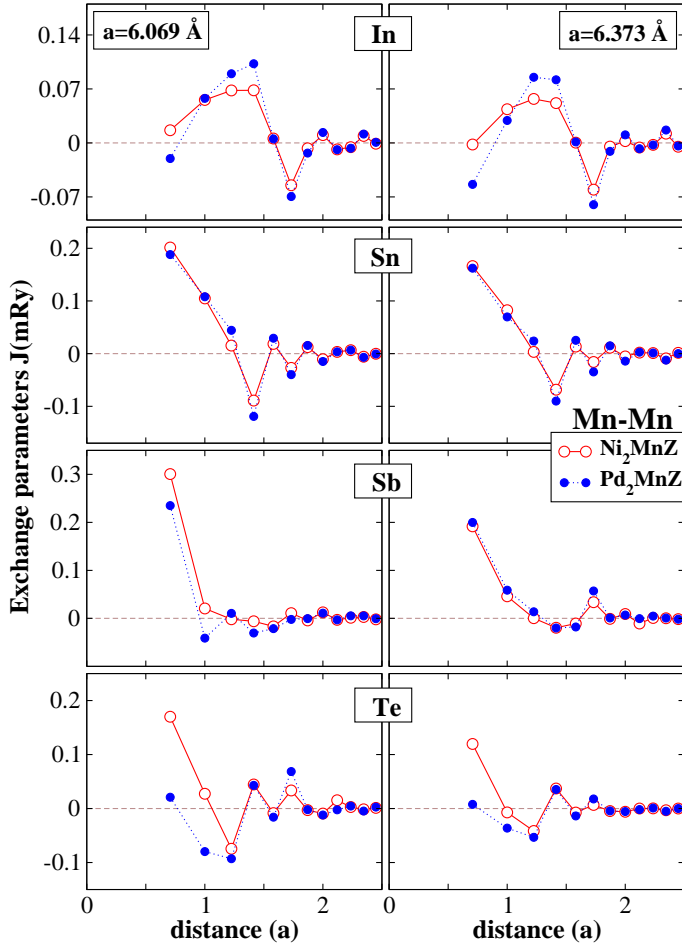 a=6.069 Å
In
a=6.373 Å
0.14
0.07
0
-0.07
Sn
0.2
0.1
0
-0.1
Mn-Mn
Ni₂MnZ
Pd₂MnZ
Sb
0.3
0.2
0.1
0
Te
0.2
0.1
0
-0.1
Exchange parameters J(mRy)
0 1 2 0 1 2
distance (a) distance (a)